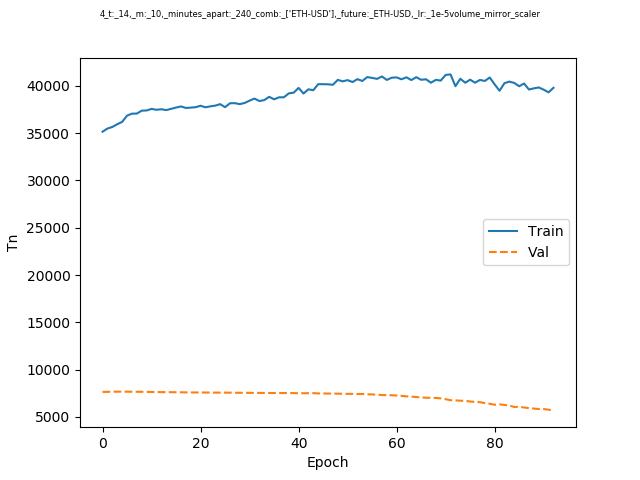 4_t:_14,_m:_10,_minutes_apart:_240_comb:_['ETH-USD'],_future:_ETH-USD,_lr:_1e-5volume_mirror_scaler
40000
35000
30000
25000
20000
15000
10000
5000
Tn
Train
Val
0 20 40 60 80
Epoch